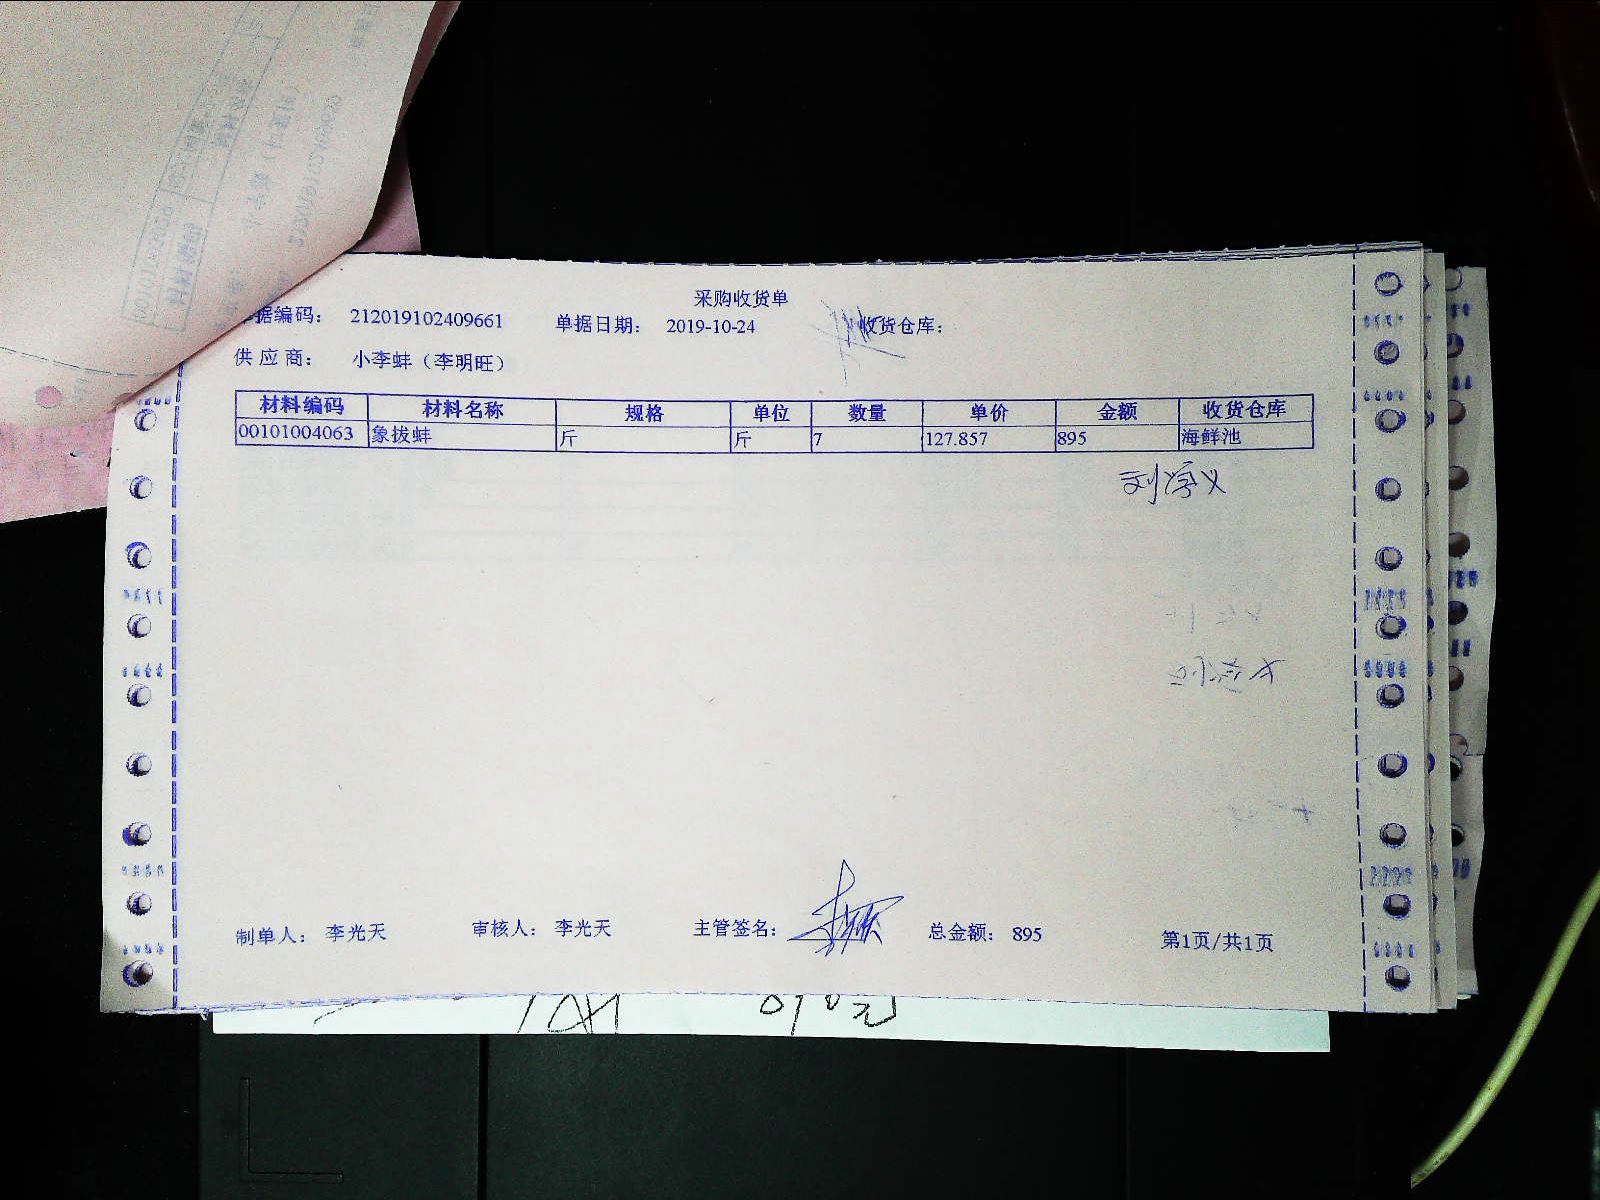 采购收货单
据编码： 212019102409661 单据日期： 2019-10-24 收货仓库：
供应商： 小李蚌（李明旺）
材料编码 材料名称 规格 单位 数量 单价 金额 收货仓库
00101004063 象拔蚌 斤 斤 7 127.857 895 海鲜池
制单人： 李光天 审核人： 李光天 主管签名： 总金额： 895 第1页/共1页